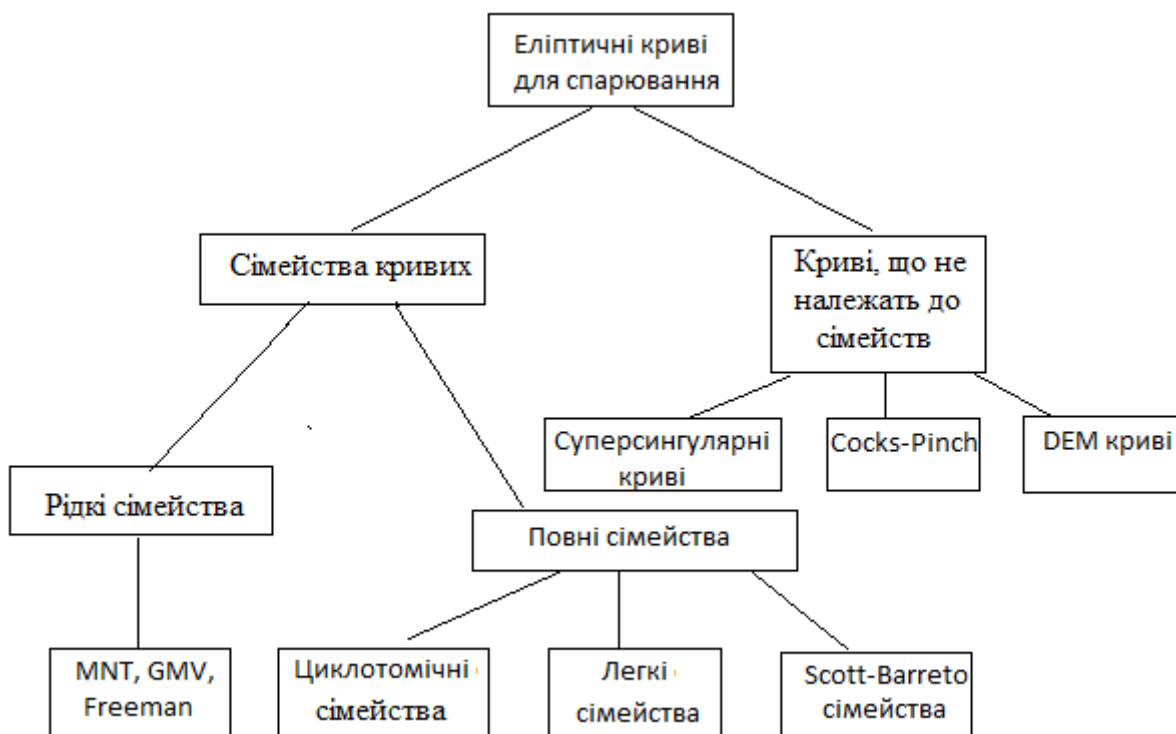 Еліптичні криві
для спарювання
Сімейства кривих
Криві, що не
належать до
сімейств
Суперсингулярні
криві
Cocks-Pinch
DEM криві
Рідкі сімейства
Повні сімейства
MNT, GMV,
Freeman
Циклотомічні
сімейства
Легкі
сімейства
Scott-Barreto
сімейства